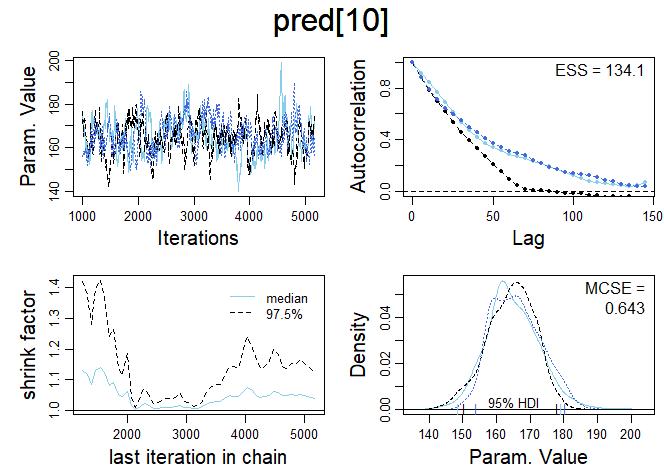 pred[10]
Param. Value
140 160 180 200
1000 2000 3000 4000 5000
Iterations
Autocorrelation
0.0 0.4 0.8
ESS = 134.1
0 50 100 150
Lag
shrink factor
1.0 1.1 1.2 1.3 1.4
median
97.5%
2000 3000 4000 5000
last iteration in chain
Density
0.00 0.02 0.04
MCSE =
0.643
95% HDI
140 150 160 170 180 190 200
Param. Value